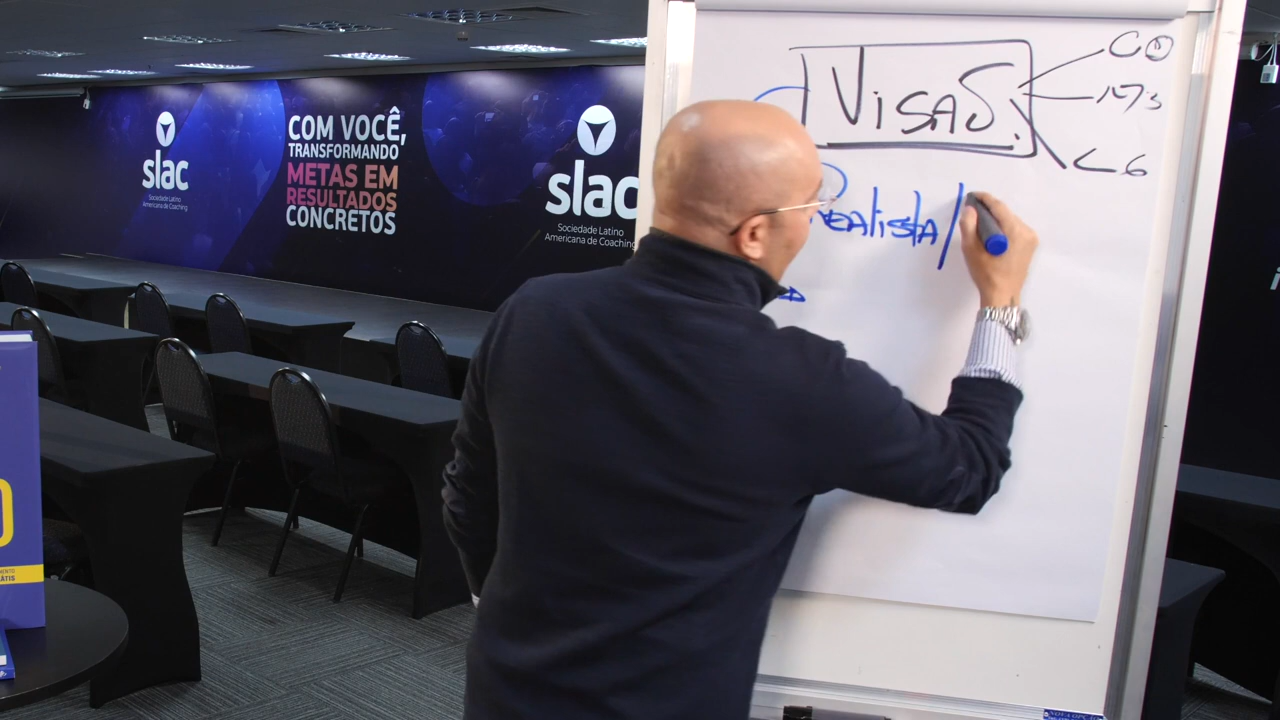 slac
Sociedade Latino
Americana de Coaching
COM VOCÊ,
TRANSFORMANDO
METAS EM
RESULTADOS
CONCRETOS
slac
Sociedade Latino
Americana de Coaching
VisãO
Realista/